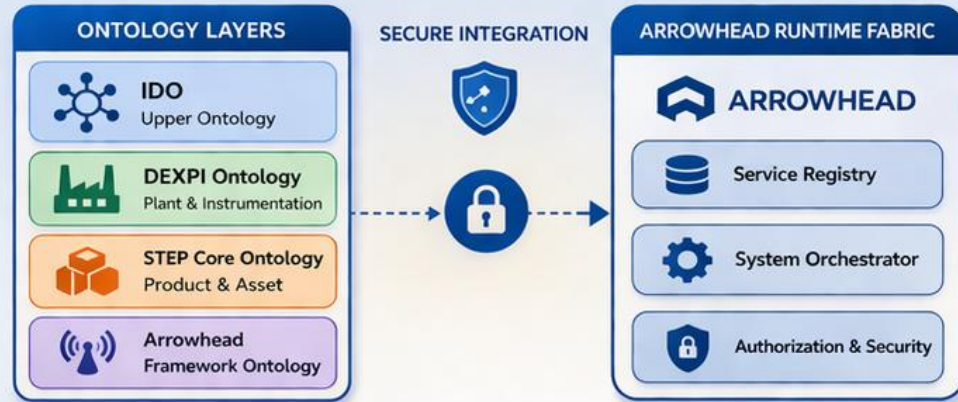 ONTOLOGY LAYERS
IDO
Upper Ontology
DEXPI Ontology
Plant & Instrumentation
STEP Core Ontology
Product & Asset
Arrowhead
Framework Ontology
SECURE INTEGRATION
ARROWHEAD RUNTIME FABRIC
ARROWHEAD
Service Registry
System Orchestrator
Authorization & Security